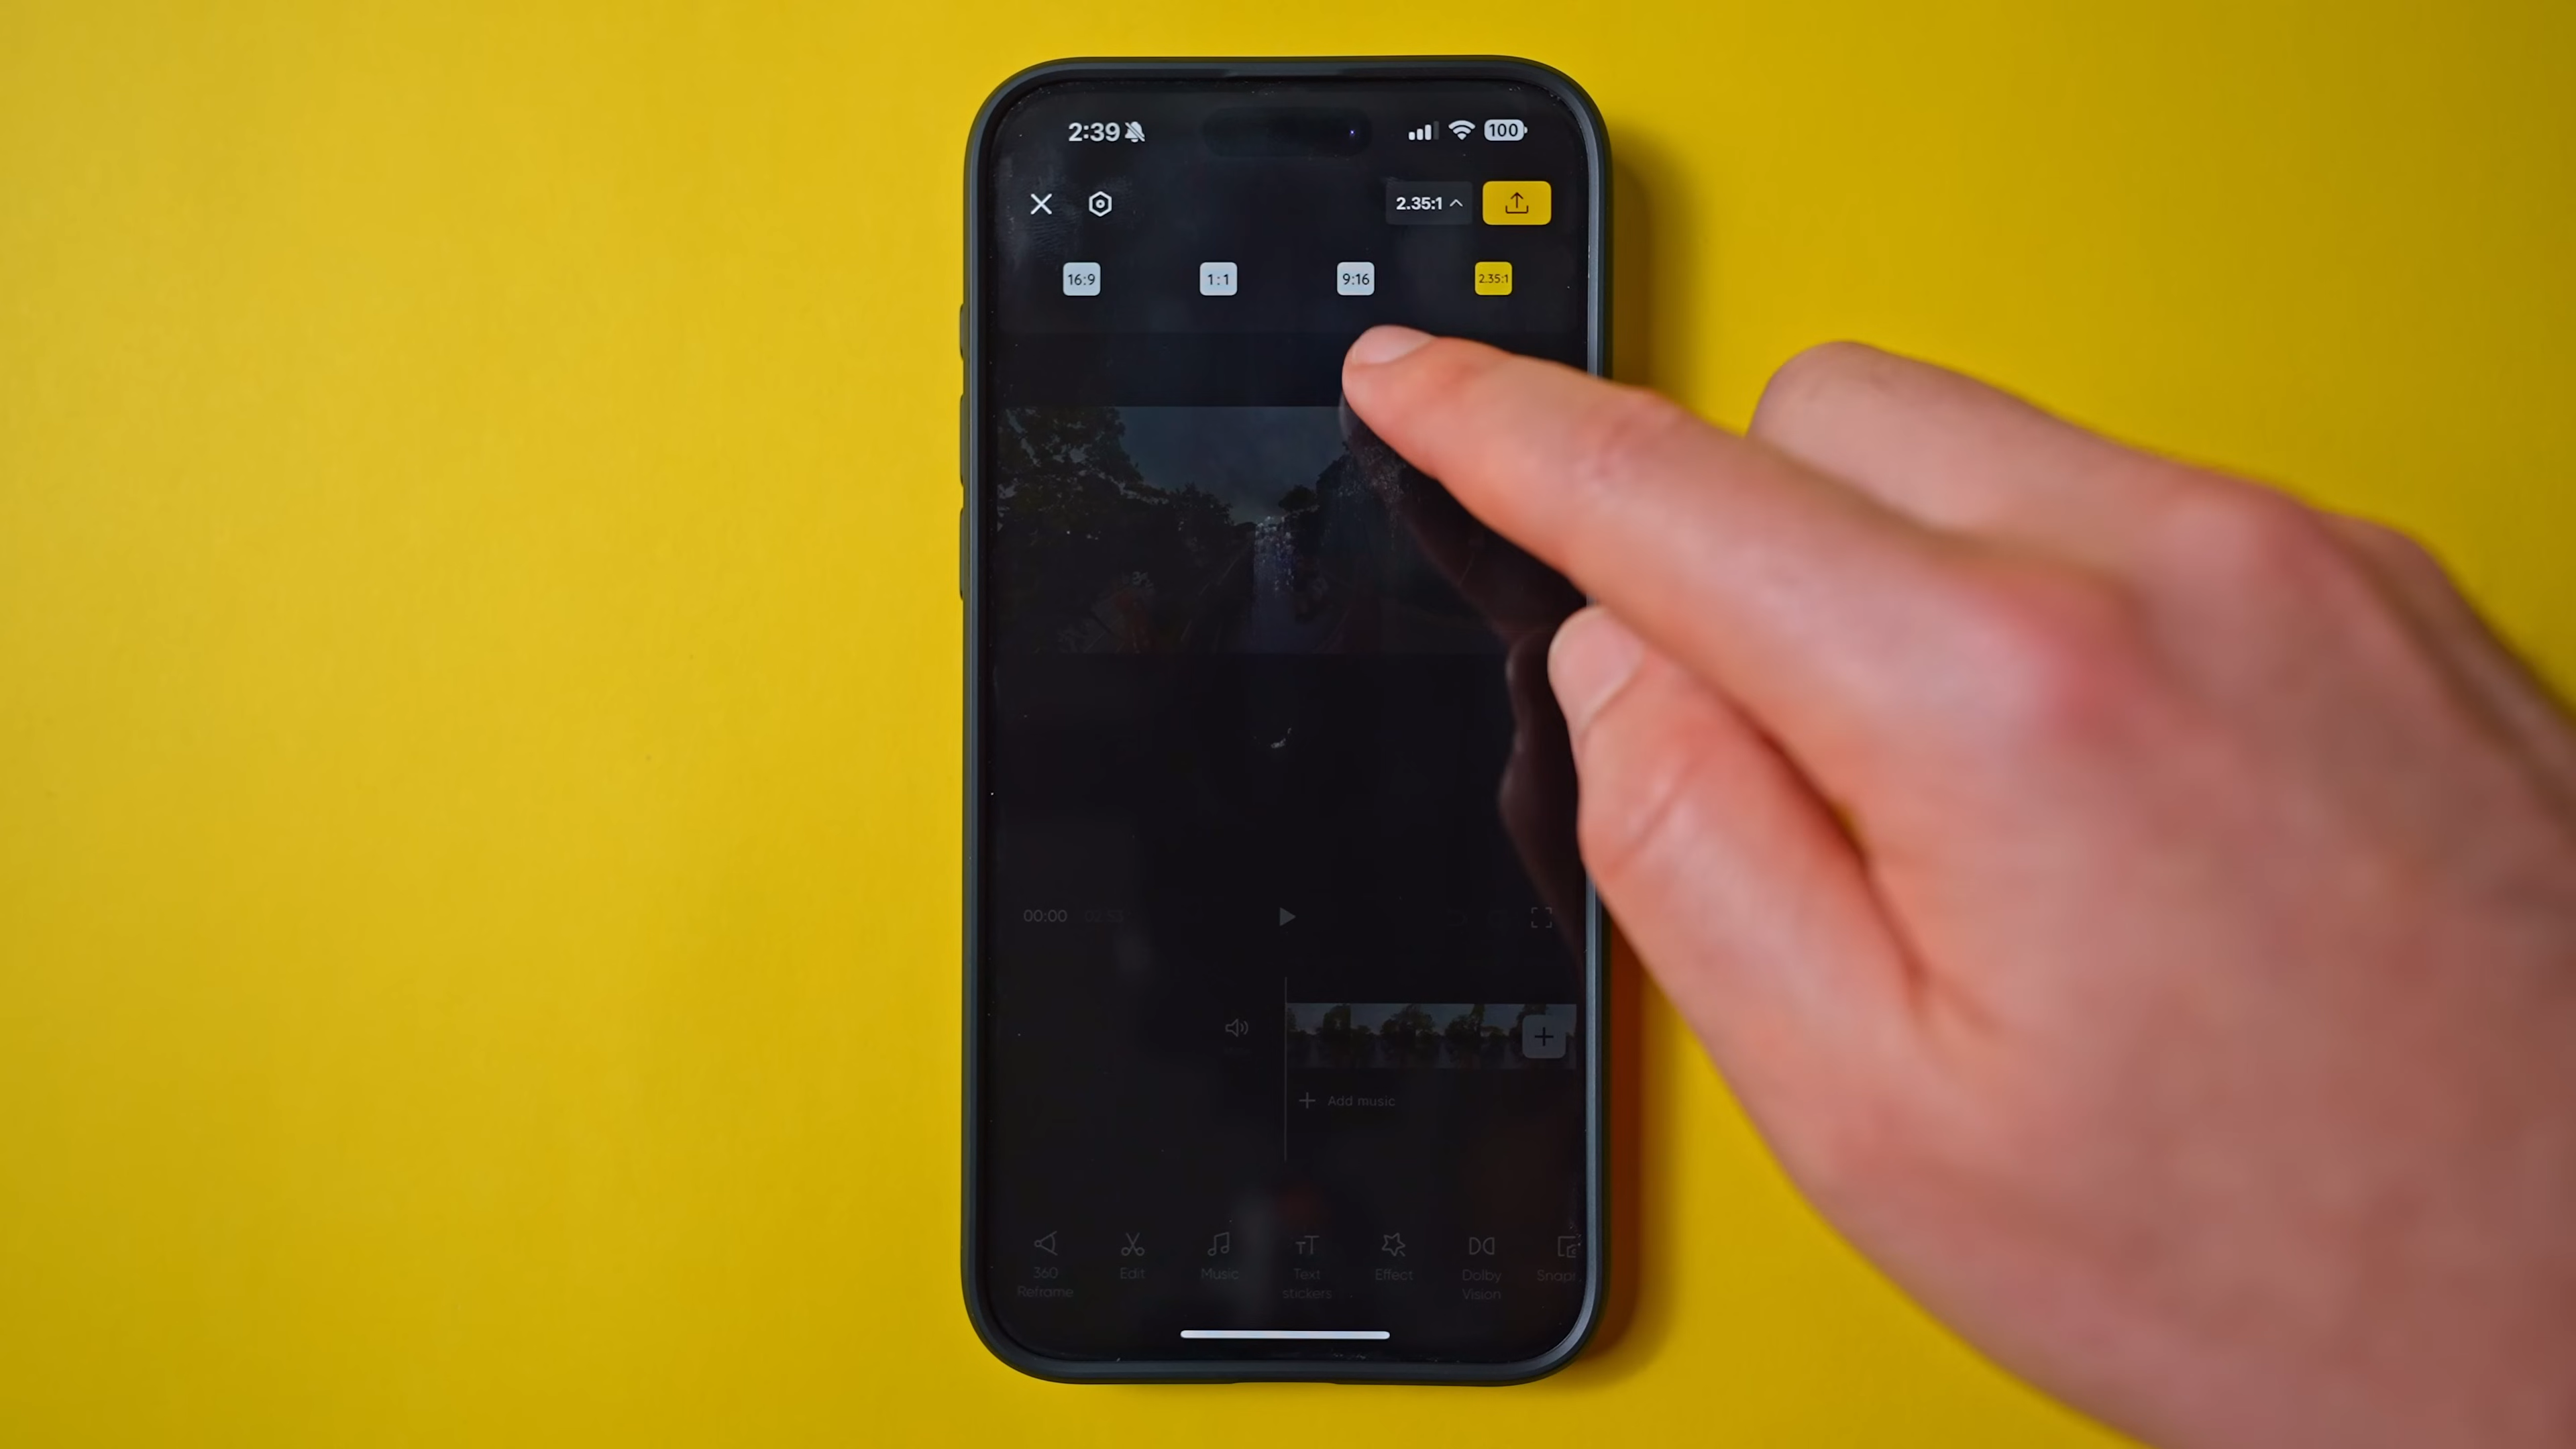 2:39
100
2.35:1
16:9
1:1
9:16
2.35:1
00:00
Add music
360
Reframe
Edit
Music
Text
stickers
Effect
Dolby
Vision